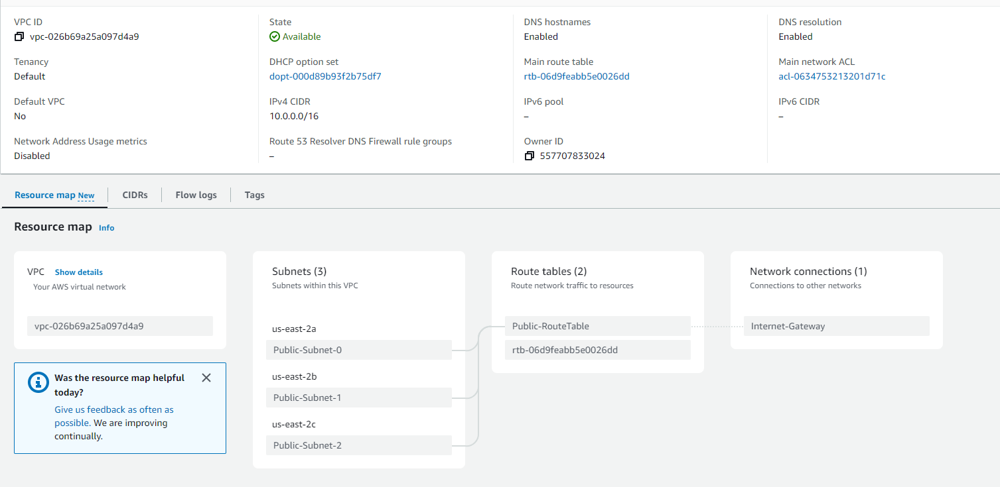 VPC ID
vpc-026b69a25a097d4a9
State
Available
DNS hostnames
Enabled
DNS resolution
Enabled
Tenancy
Default
DHCP option set
dopt-000d89b93f2b75df7
Main route table
rtb-06d9feabb5e0026dd
Main network ACL
acl-0634753213201d71c
Default VPC
No
IPv4 CIDR
10.0.0.0/16
IPv6 pool
–
IPv6 CIDR
–
Network Address Usage metrics
Disabled
Route 53 Resolver DNS Firewall rule groups
–
Owner ID
557707833024
Resource map New
CIDRs
Flow logs
Tags
Resource map Info
VPC Show details
Your AWS virtual network
vpc-026b69a25a097d4a9
Was the resource map helpful
today?
Give us feedback as often as
possible. We are improving
continually.
Subnets (3)
Subnets within this VPC
us-east-2a
Public-Subnet-0
us-east-2b
Public-Subnet-1
us-east-2c
Public-Subnet-2
Route tables (2)
Route network traffic to resources
Public-RouteTable
rtb-06d9feabb5e0026dd
Network connections (1)
Connections to other networks
Internet-Gateway